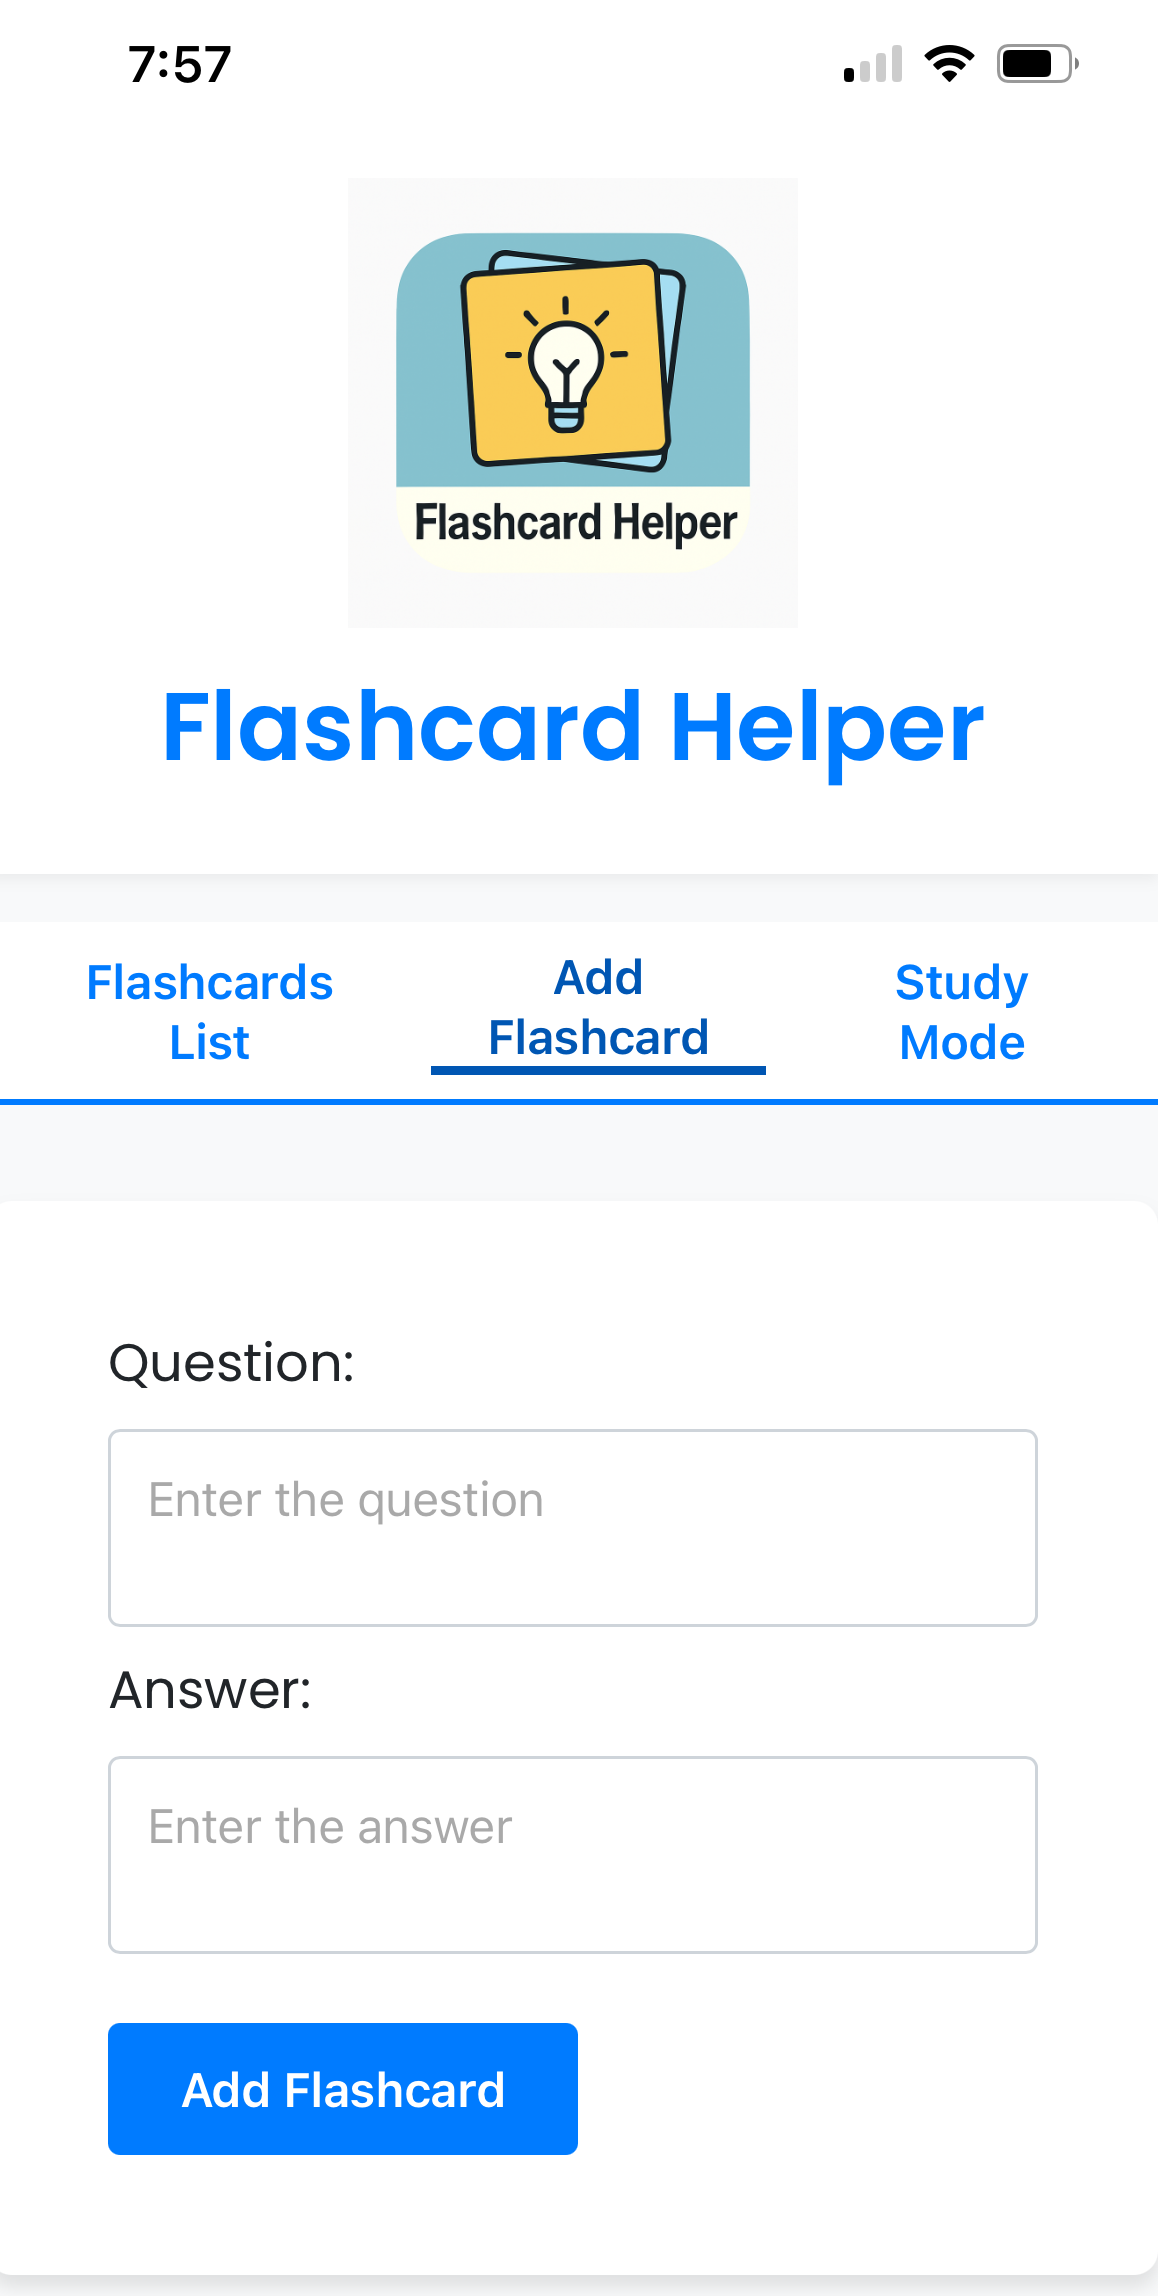 7:57
Flashcard Helper
Flashcard Helper
Flashcards
List
Add
Flashcard
Study
Mode
Question:
Enter the question
Answer:
Enter the answer
Add Flashcard